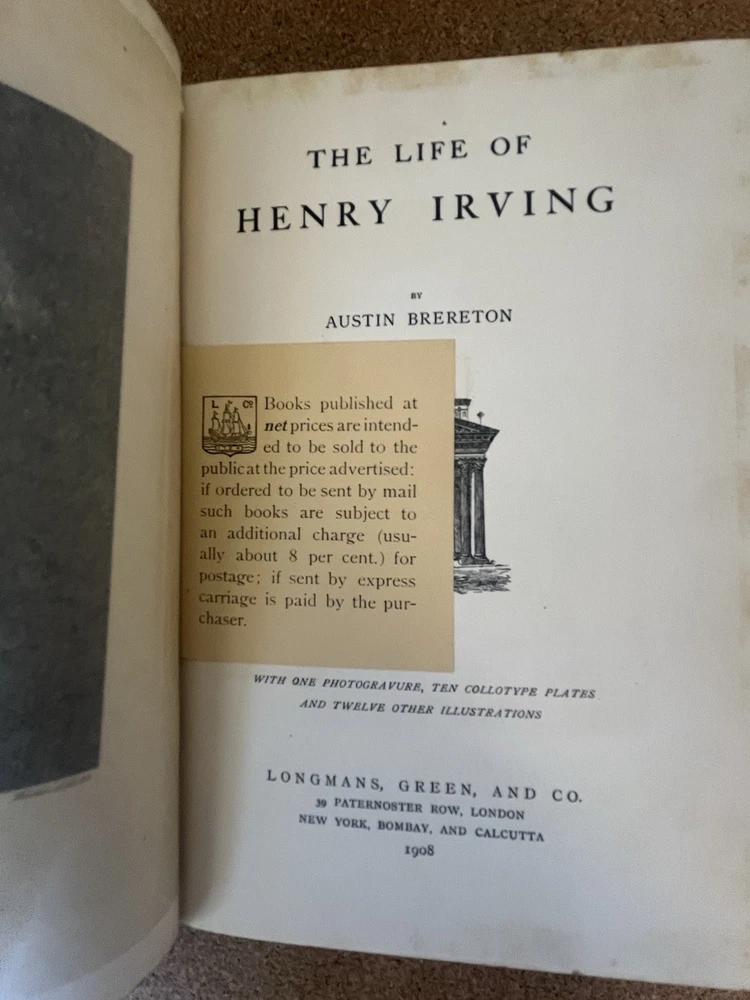 THE LIFE OF
HENRY IRVING
BY
AUSTIN BRERETON
L Co
Books published at
net prices are intend-
ed to be sold to the
public at the price advertised:
if ordered to be sent by mail
such books are subject to
an additional charge (usu-
ally about 8 per cent.) for
postage; if sent by express
carriage is paid by the pur-
chaser.
WITH ONE PHOTOGRAVURE, TEN COLLOTYPE PLATES
AND TWELVE OTHER ILLUSTRATIONS
LONGMANS, GREEN, AND CO.
39 PATERNOSTER ROW, LONDON
NEW YORK, BOMBAY, AND CALCUTTA
1908